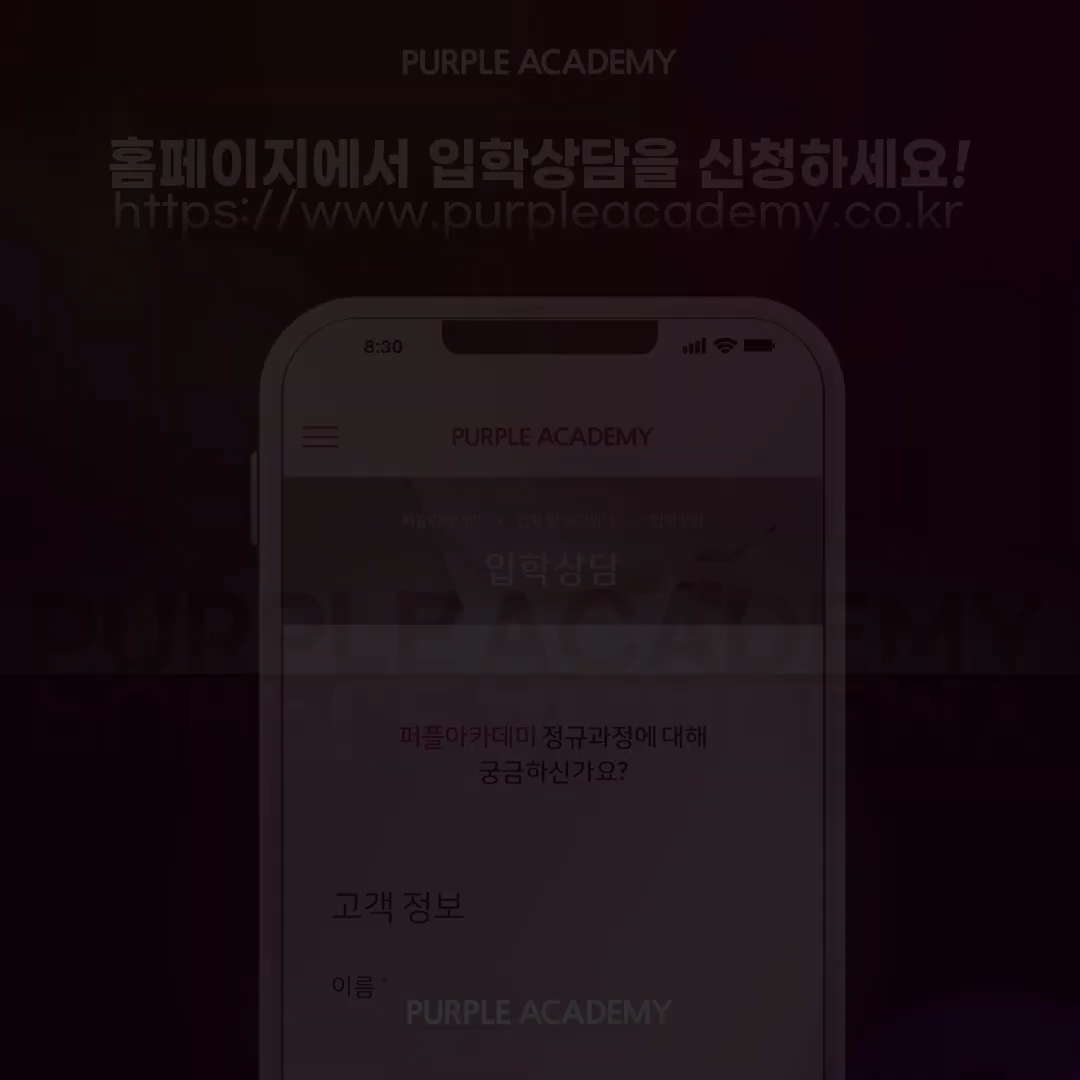 PURPLE ACADEMY
홈페이지에서 입학상담을 신청하세요!
https://www.purpleacademy.co.kr
8:30
PURPLE ACADEMY
입학상담
PURPLE ACADEMY
퍼플아카데미 정규과정에 대해
궁금하신가요?
고객 정보
이름 *
PURPLE ACADEMY